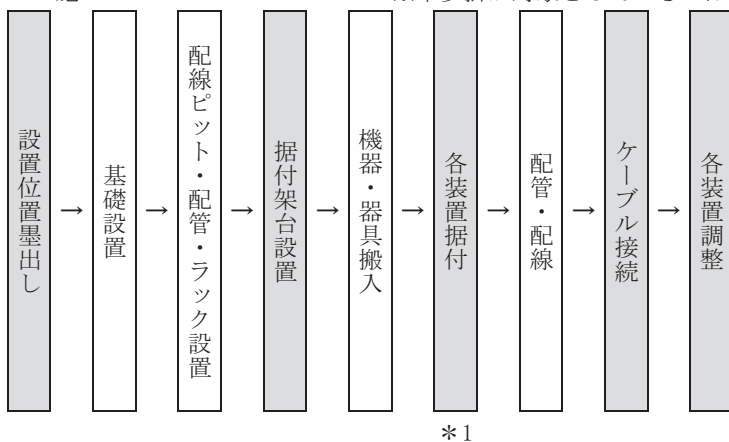 設置位置墨出し
→
基礎設置
→
配線ピット・配管・ラック設置
→
据付架台設置
→
機器・器具搬入
→
各装置据付
→
配管・配線
→
ケーブル接続
→
各装置調整
＊1